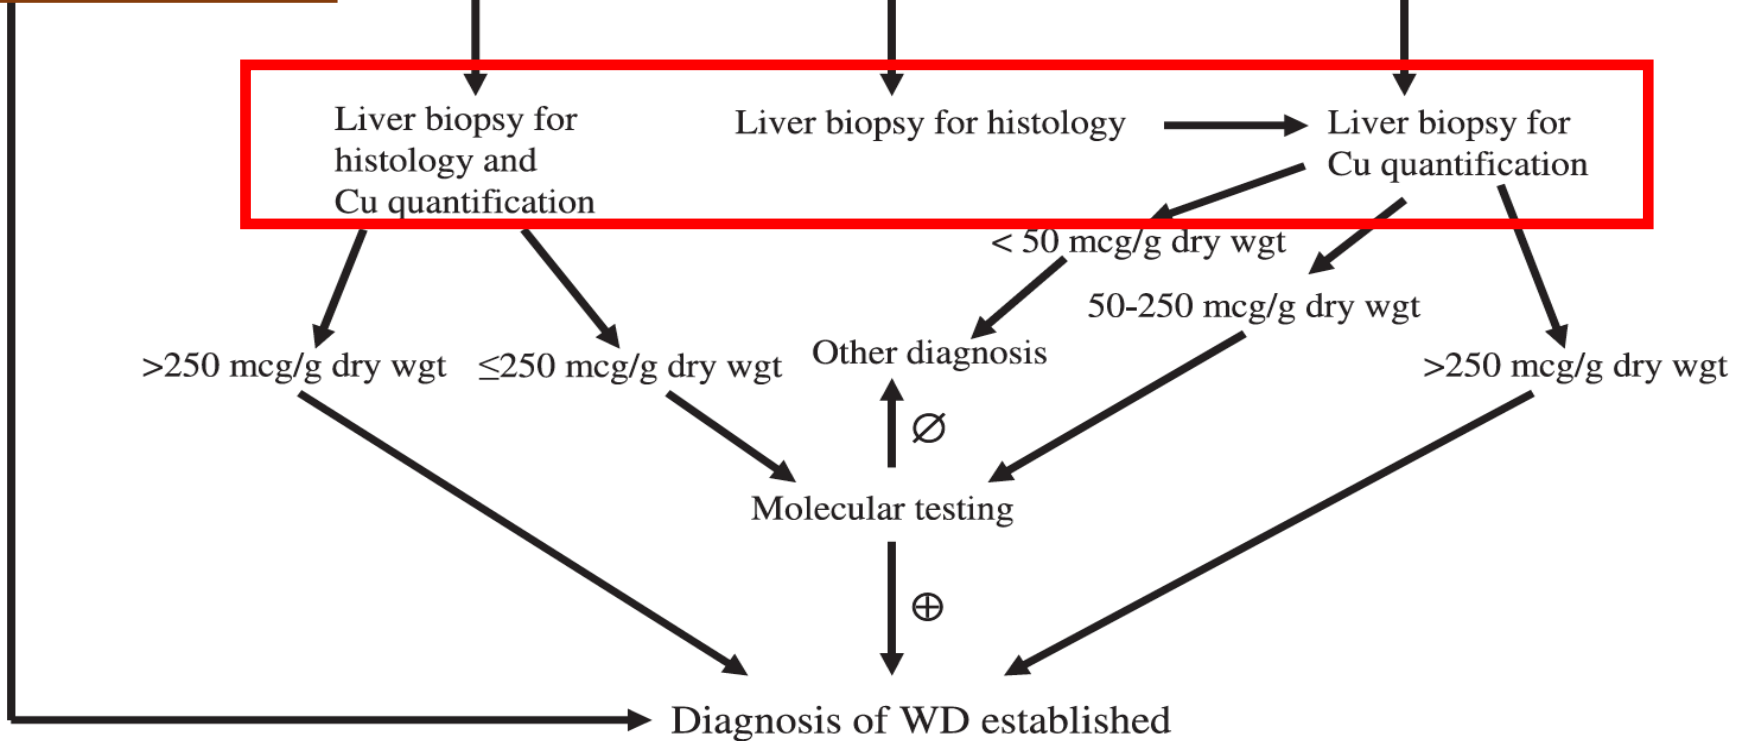 Liver biopsy for
histology and
Cu quantification
Liver biopsy for histology
Liver biopsy for
Cu quantification
< 50 mcg/g dry wgt
50-250 mcg/g dry wgt
>250 mcg/g dry wgt
≤250 mcg/g dry wgt
Other diagnosis
>250 mcg/g dry wgt
∅
Molecular testing
⊕
Diagnosis of WD established